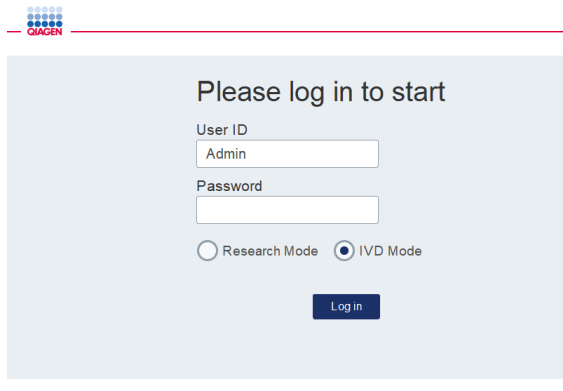 QIAGEN
Please log in to start
User ID
Admin
Password
Research Mode IVD Mode
Log in